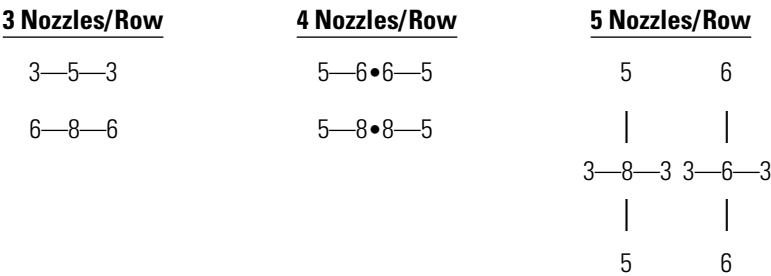 3 Nozzles/Row 4 Nozzles/Row 5 Nozzles/Row
3—5—3 5—6•6—5 5 6
6—8—6 5—8•8—5 | |
3—8—3 3—6—3
| |
5 6